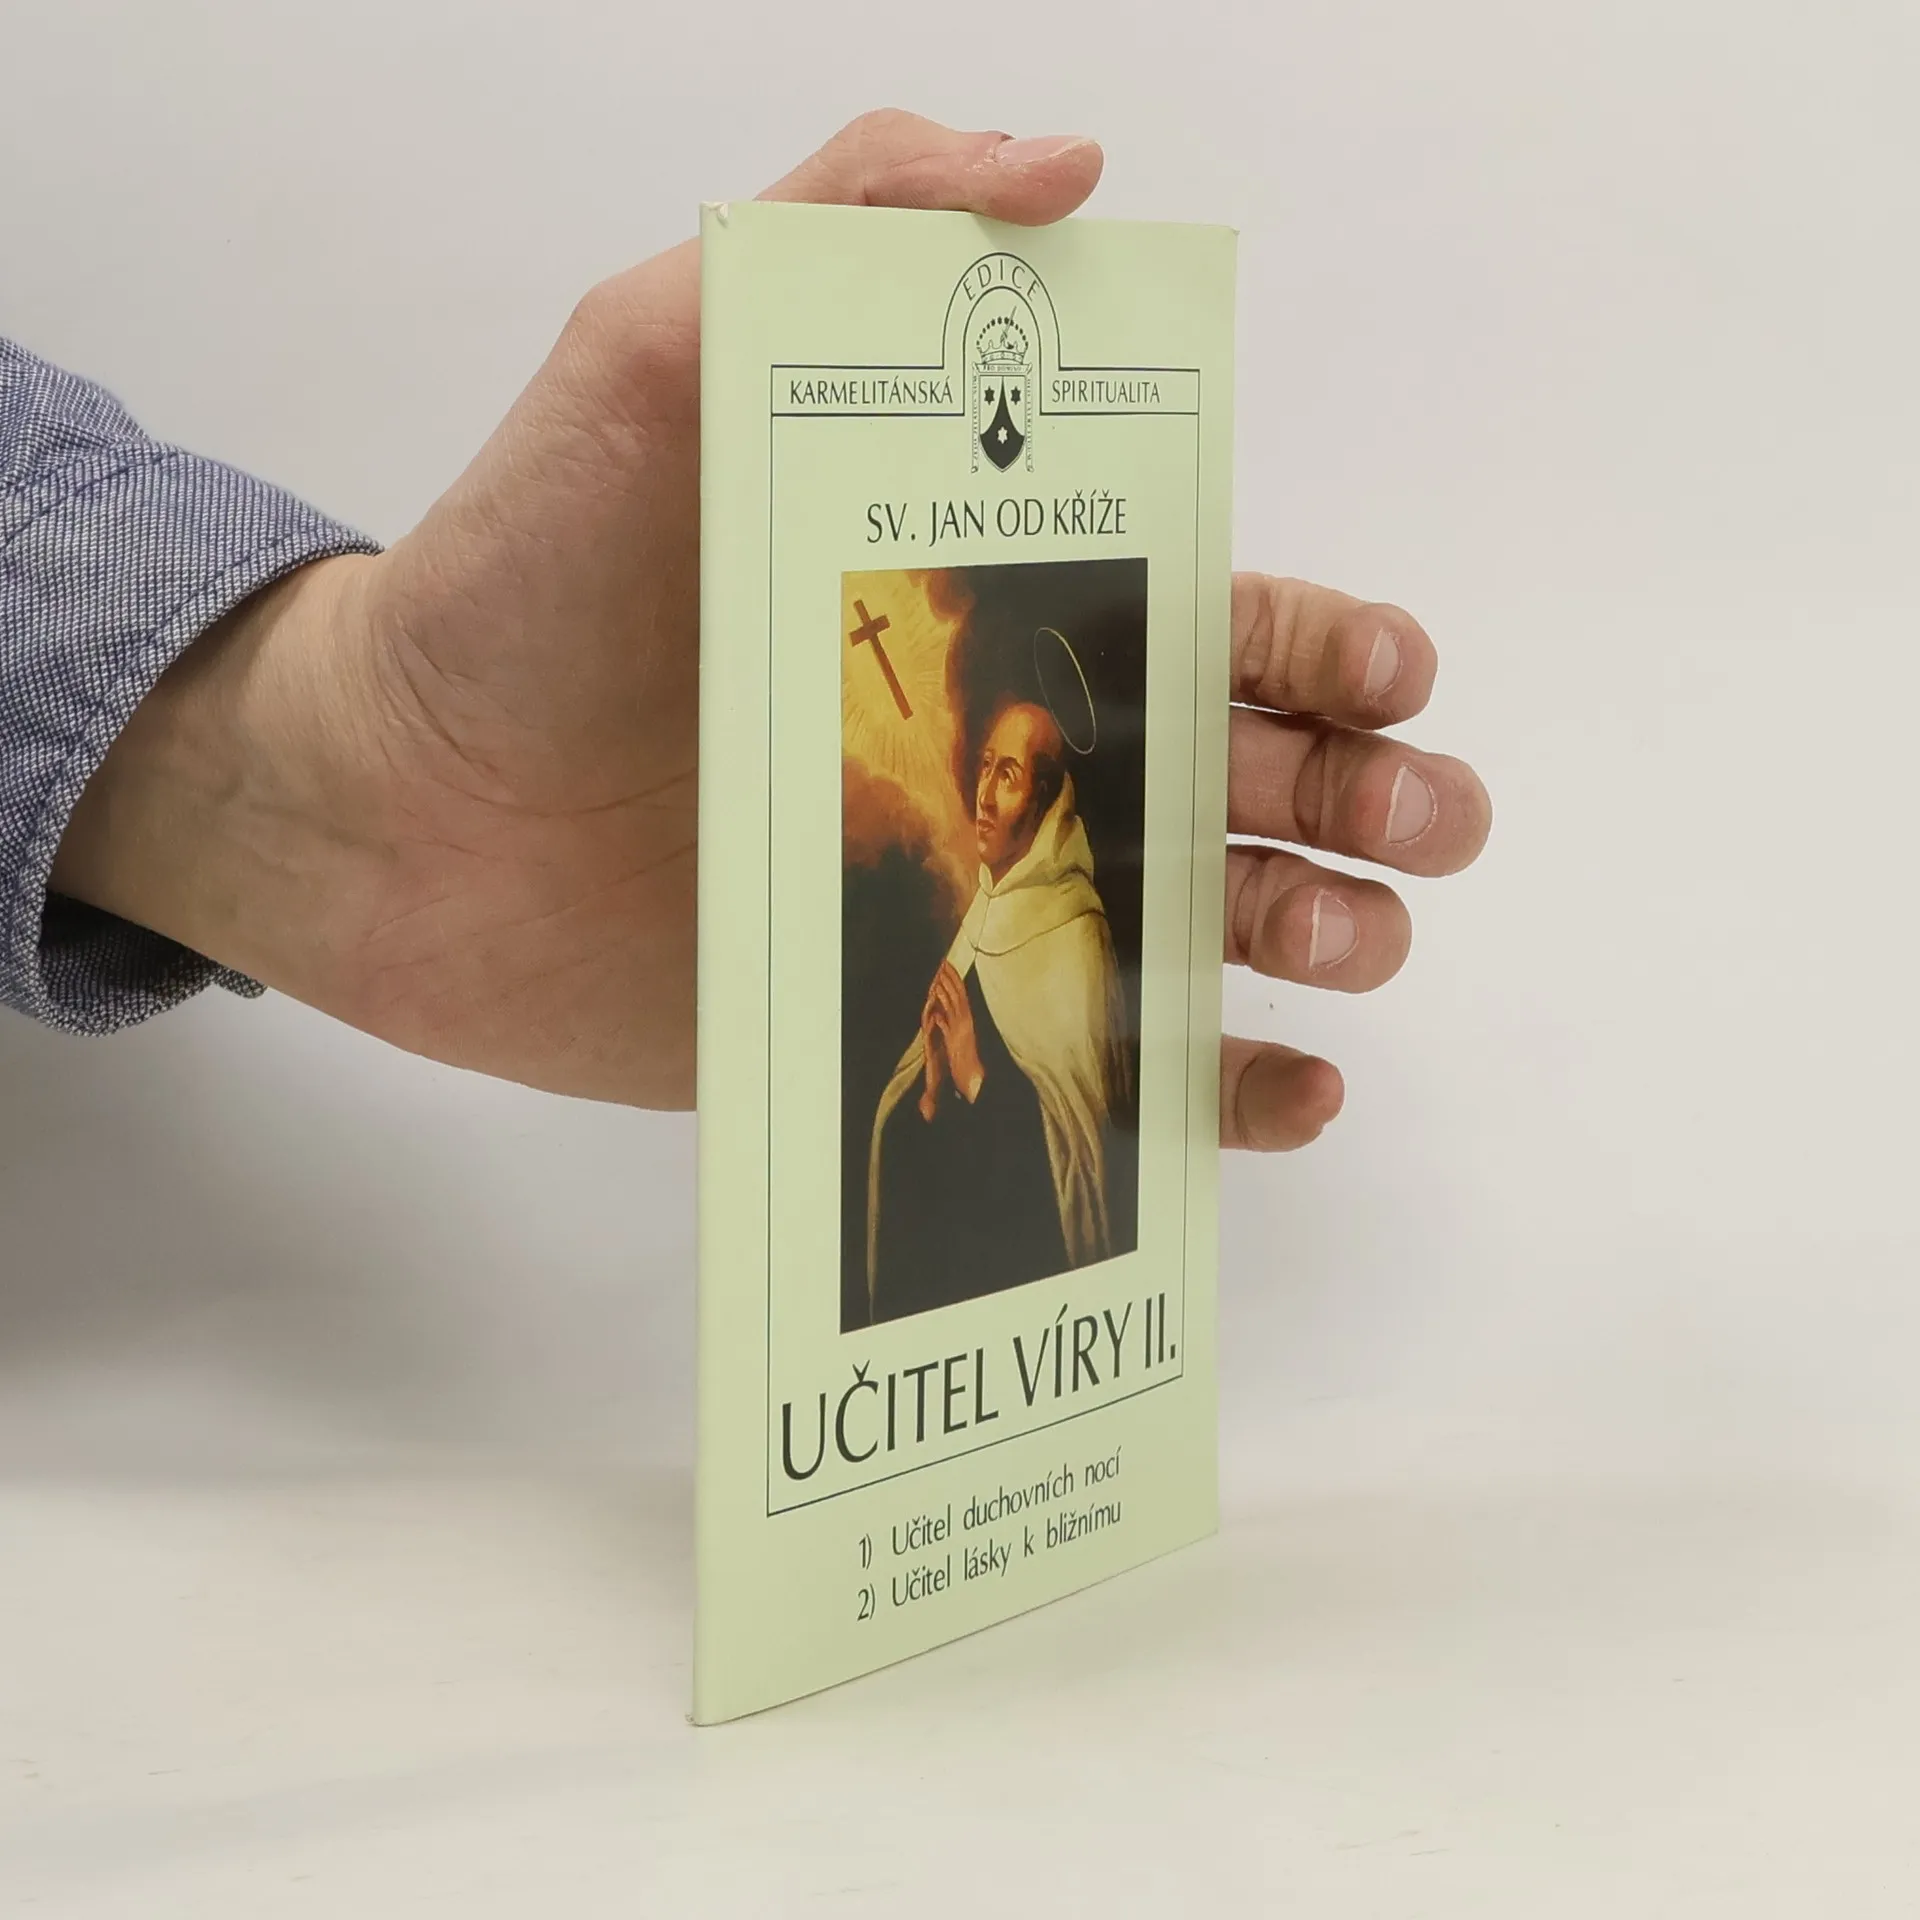 EDICE
KARMELITÁNSKÁ SPIRITUALITA
SV. JAN OD KŘÍŽE
UČITEL VÍRY II.
1) Učitel duchovních nocí
2) Učitel lásky k bližnímu